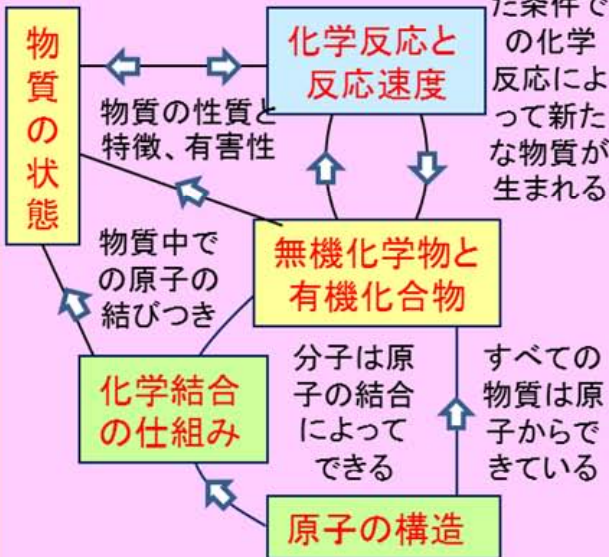 た条件で
の化学
反応によ
って新た
な物質が
生まれる
物
質
の
状
態
化学反応と
反応速度
物質の性質と
特徴、有害性
物質中で
の原子の
結びつき
無機化学物と
有機化合物
化学結合
の仕組み
分子は原
子の結合
によって
できる
すべての
物質は原
子からで
きている
原子の構造